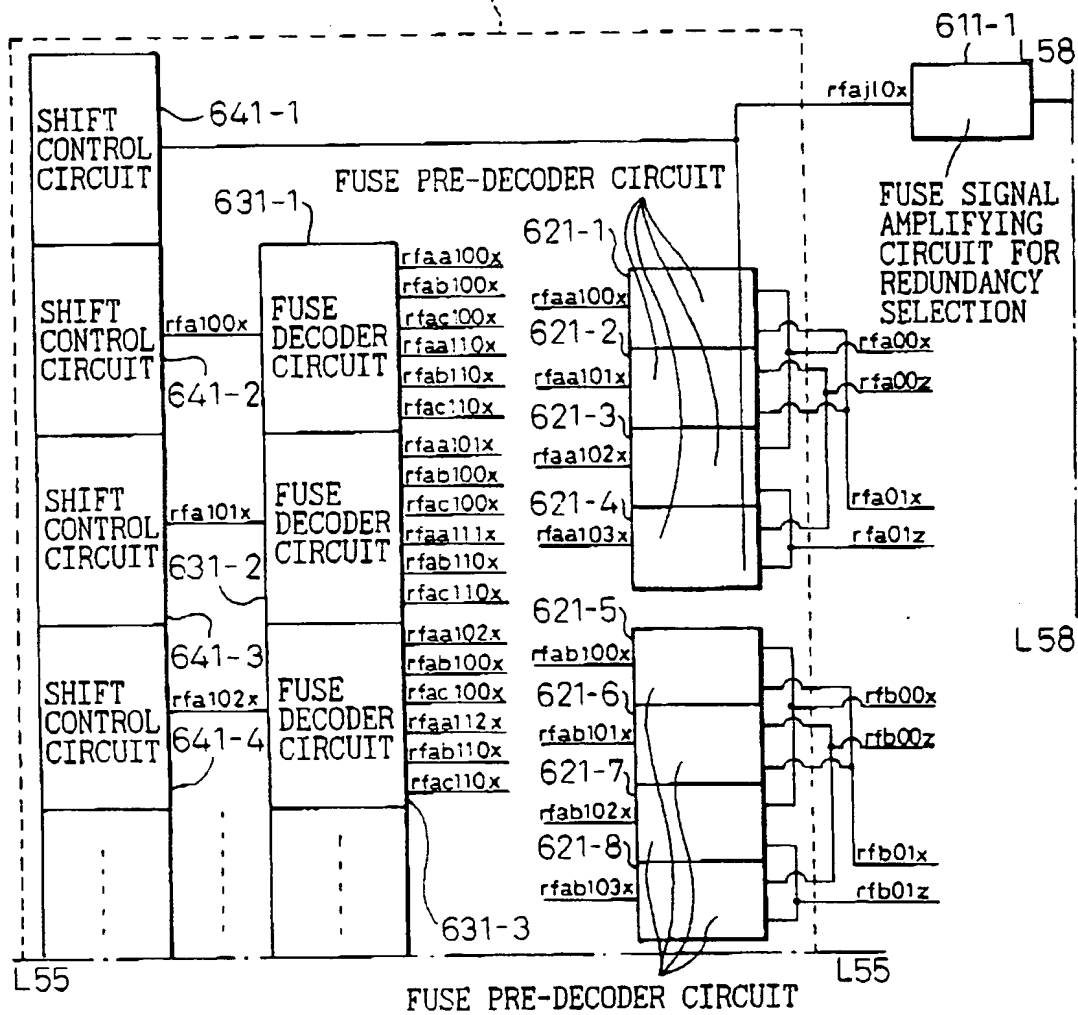 611-1
L58
rfaj10x
641-1
SHIFT
CONTROL
CIRCUIT
FUSE PRE-DECODER CIRCUIT
FUSE SIGNAL
AMPLIFYING
CIRCUIT FOR
REDUNDANCY
SELECTION
631-1
621-1
SHIFT
CONTROL
CIRCUIT
rfa100x
641-2
FUSE
DECODER
CIRCUIT
rfaa100x
rfab100x
rfac100x
rfaa110x
rfab110x
rfac110x
rfaa100x
621-2
rfaa101x
621-3
rfaa102x
621-4
rfaa103x
rfa00x
rfa00z
rfa01x
rfa01z
SHIFT
CONTROL
CIRCUIT
rfa101x
631-2
641-3
FUSE
DECODER
CIRCUIT
rfaa101x
rfab100x
rfac100x
rfaa111x
rfab110x
rfac110x
621-5
L58
SHIFT
CONTROL
CIRCUIT
rfa102x
641-4
FUSE
DECODER
CIRCUIT
rfaa102x
rfab100x
rfac100x
rfaa112x
rfab110x
rfac110x
rfab100x
621-6
rfab101x
621-7
rfab102x
621-8
rfab103x
rfb00x
rfb00z
rfb01x
rfb01z
631-3
L55
L55
FUSE PRE-DECODER CIRCUIT